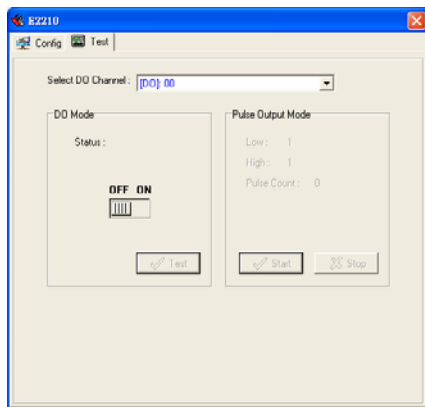 E2210
Config Test
Select DO Channel : [DO]: 00
DO Mode
Status :
OFF ON
Test
Pulse Output Mode
Low : 1
High : 1
Pulse Count : 0
Start Stop